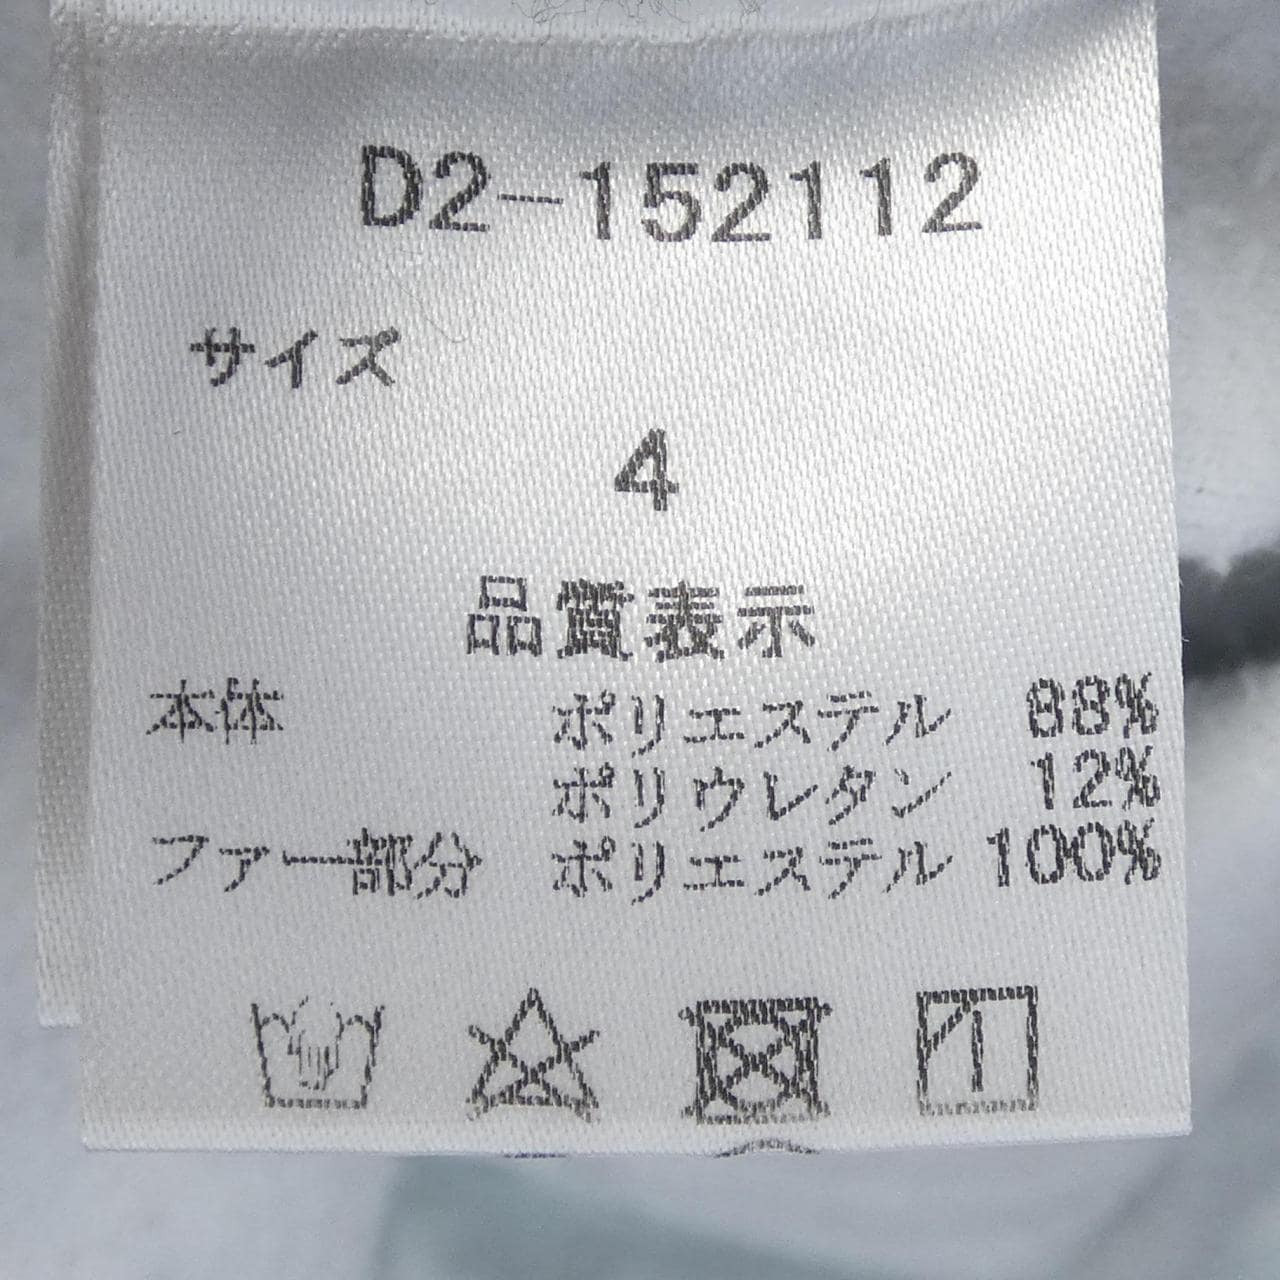 D2-152112
サイズ
4
品質表示
本体 ポリエステル 88%
ポリウレタン 12%
ファー部分 ポリエステル 100%